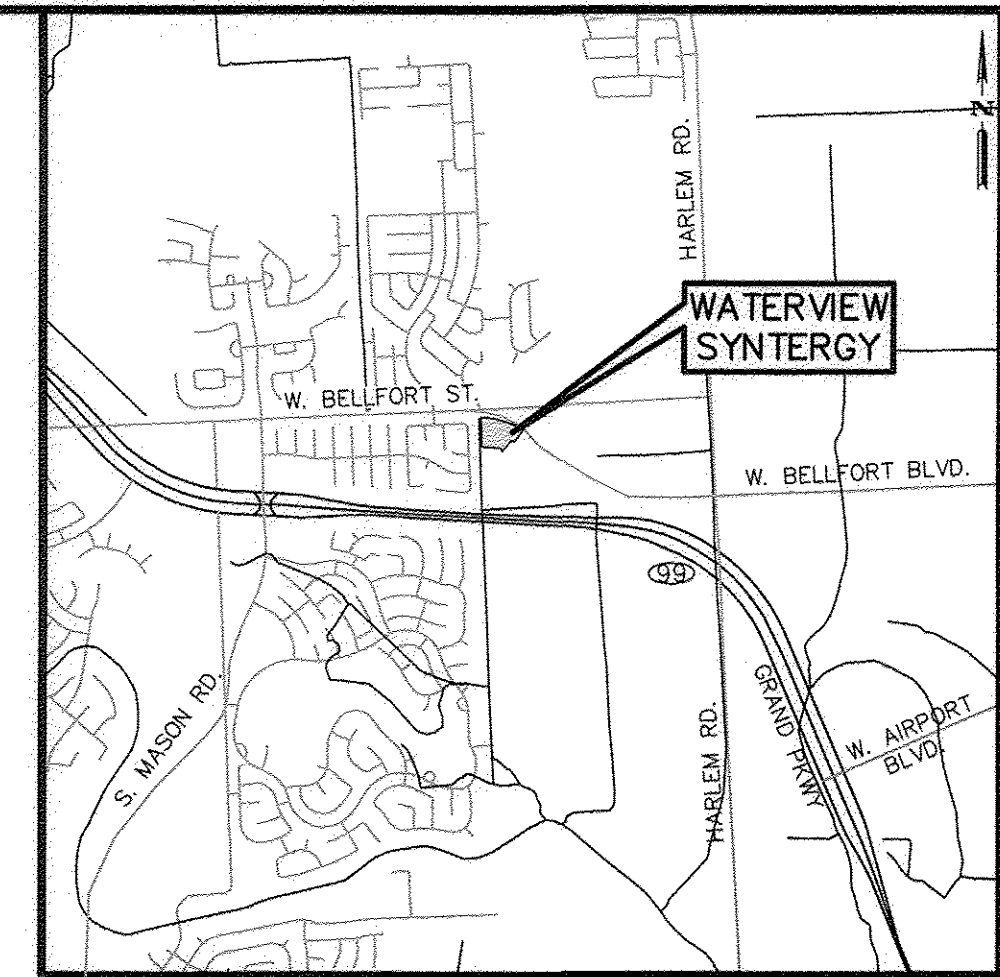 HARLEM RD.
N
WATERVIEW
SYNTERGY
W. BELLFORT ST.
W. BELLFORT BLVD.
99
S. MASON RD.
HARLEM RD.
GRAND PKWY
W. AIRPORT
BLVD.